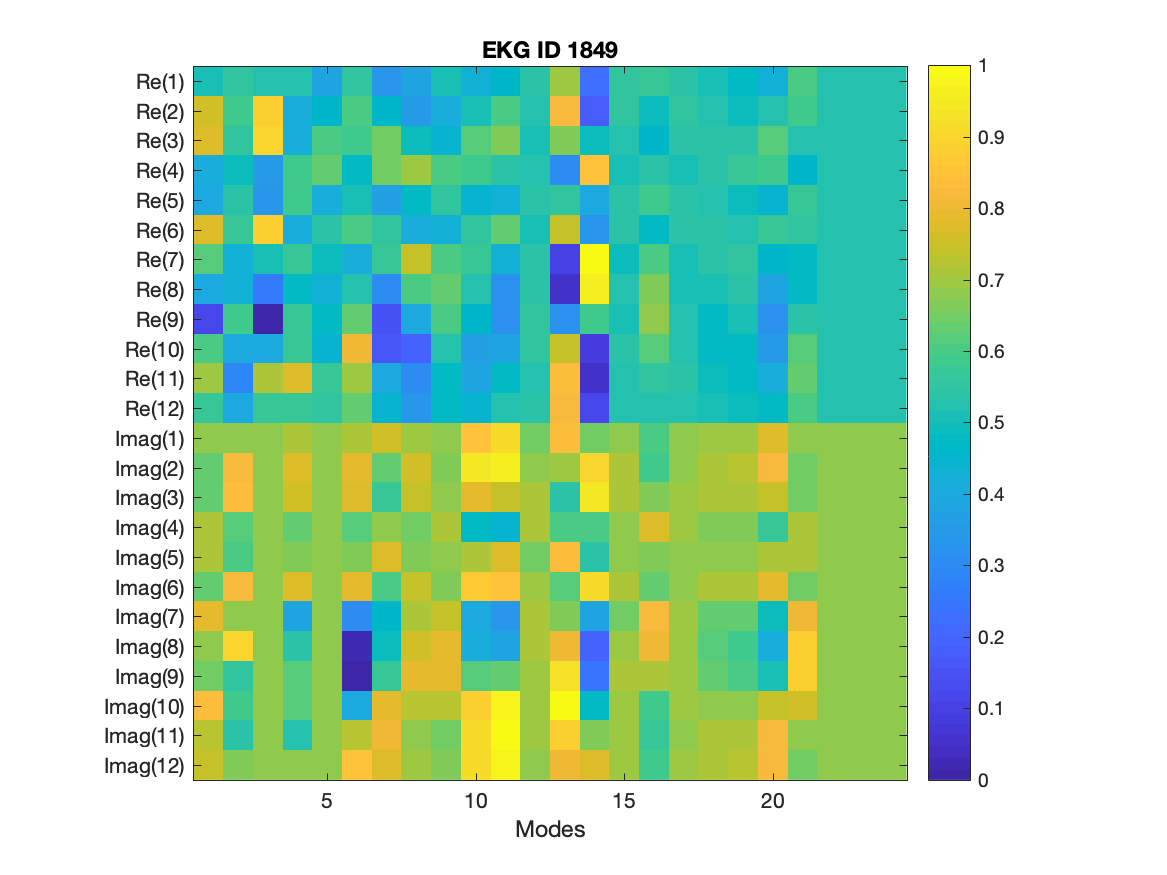 EKG ID 1849
Re(1)
Re(2)
Re(3)
Re(4)
Re(5)
Re(6)
Re(7)
Re(8)
Re(9)
Re(10)
Re(11)
Re(12)
Imag(1)
Imag(2)
Imag(3)
Imag(4)
Imag(5)
Imag(6)
Imag(7)
Imag(8)
Imag(9)
Imag(10)
Imag(11)
Imag(12)
5 10 15 20
Modes
1
0.9
0.8
0.7
0.6
0.5
0.4
0.3
0.2
0.1
0